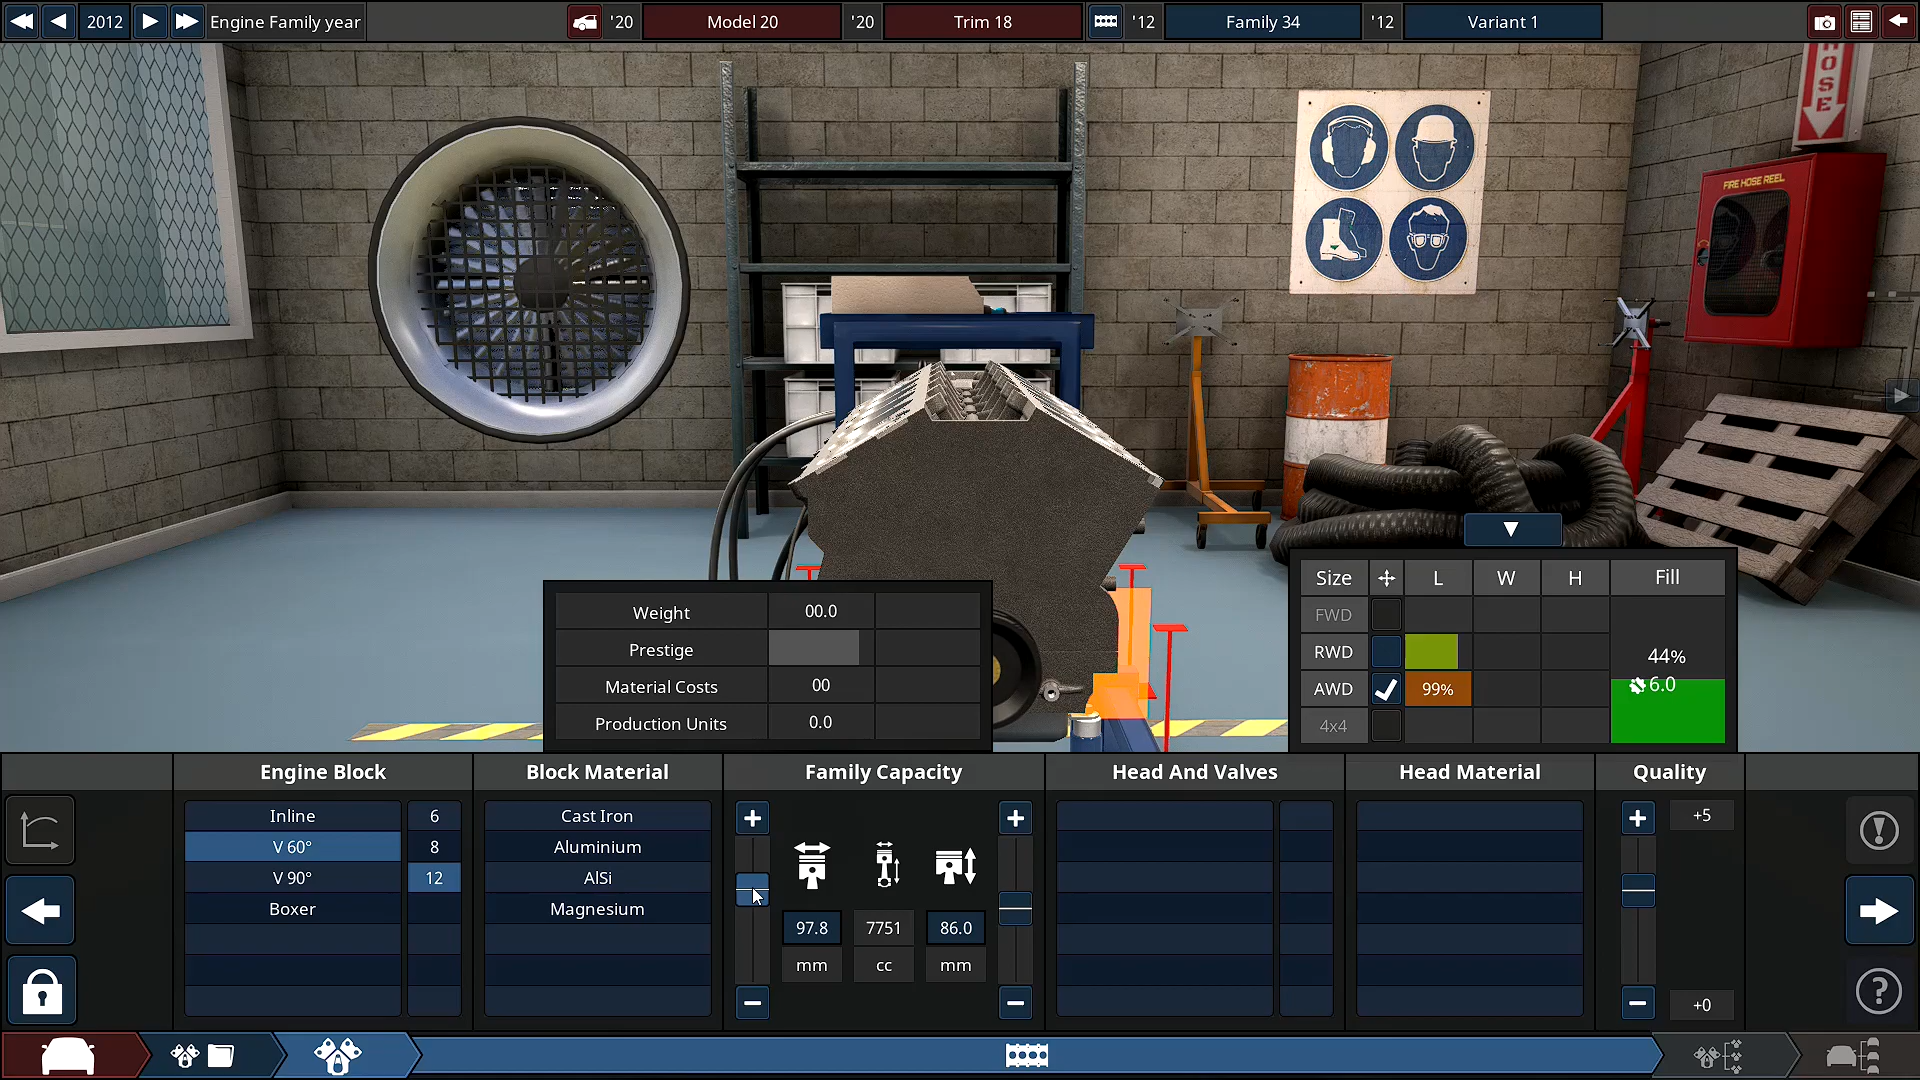 2012 Engine Family year '20 Model 20 '20 Trim 18 '12 Family 34 '12 Variant 1
HOSE
FIRE HOSE REEL
Size L W H Fill
FWD
RWD
AWD 99%
4x4
44%
6.0
Weight 00.0
Prestige
Material Costs 00
Production Units 0.0
Engine Block Block Material Family Capacity Head And Valves Head Material Quality
Inline 6 Cast Iron +5
V 60° 8 Aluminium
V 90° 12 AlSi
Boxer Magnesium
97.8 7751 86.0
mm cc mm
+0